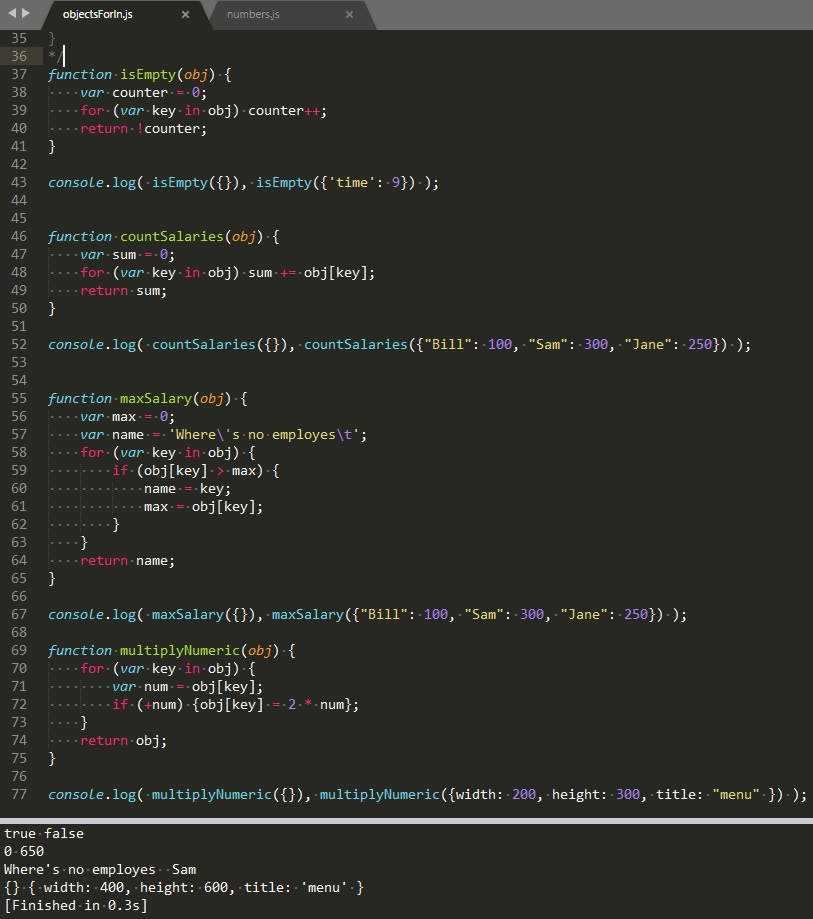 objectsForIn.js × numbers.js ×
35 }
36 */
37 function isEmpty(obj) {
38     var counter = 0;
39     for (var key in obj) counter++;
40     return !counter;
41 }
42
43 console.log( isEmpty({}), isEmpty({'time': 9}) );
44
45
46 function countSalaries(obj) {
47     var sum = 0;
48     for (var key in obj) sum += obj[key];
49     return sum;
50 }
51
52 console.log( countSalaries({}), countSalaries({"Bill": 100, "Sam": 300, "Jane": 250}) );
53
54
55 function maxSalary(obj) {
56     var max = 0;
57     var name = 'Where\'s no employes\t';
58     for (var key in obj) {
59         if (obj[key] > max) {
60             name = key;
61             max = obj[key];
62         }
63     }
64     return name;
65 }
66
67 console.log( maxSalary({}), maxSalary({"Bill": 100, "Sam": 300, "Jane": 250}) );
68
69 function multiplyNumeric(obj) {
70     for (var key in obj) {
71         var num = obj[key];
72         if (+num) {obj[key] = 2 * num};
73     }
74     return obj;
75 }
76
77 console.log( multiplyNumeric({}), multiplyNumeric({width: 200, height: 300, title: "menu" }) );
true false
0 650
Where's no employes  Sam
{} { width: 400, height: 600, title: 'menu' }
[Finished in 0.3s]